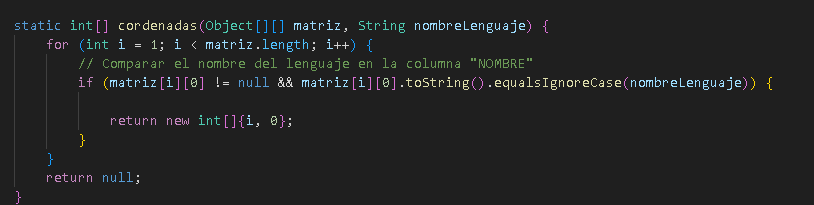 static int[] cordenadas(Object[][] matriz, String nombreLenguaje) {
for (int i = 1; i < matriz.length; i++) {
// Comparar el nombre del lenguaje en la columna "NOMBRE"
if (matriz[i][0] != null && matriz[i][0].toString().equalsIgnoreCase(nombreLenguaje)) {
return new int[]{i, 0};
}
}
return null;
}